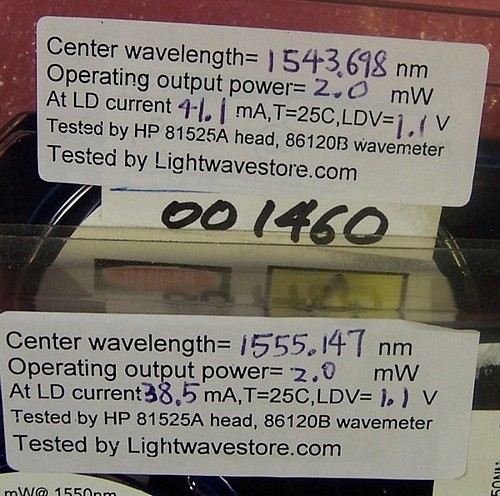 Center wavelength= 1543.698 nm
Operating output power= 2.0 mW
At LD current 41.1 mA,T=25C,LDV= 1.1 V
Tested by HP 81525A head, 86120B wavemeter
Tested by Lightwavestore.com
001460
Center wavelength= 1555.147 nm
Operating output power= 2.0 mW
At LD current 38.5 mA,T=25C,LDV= 1.1 V
Tested by HP 81525A head, 86120B wavemeter
Tested by Lightwavestore.com
mW@ 1550nm